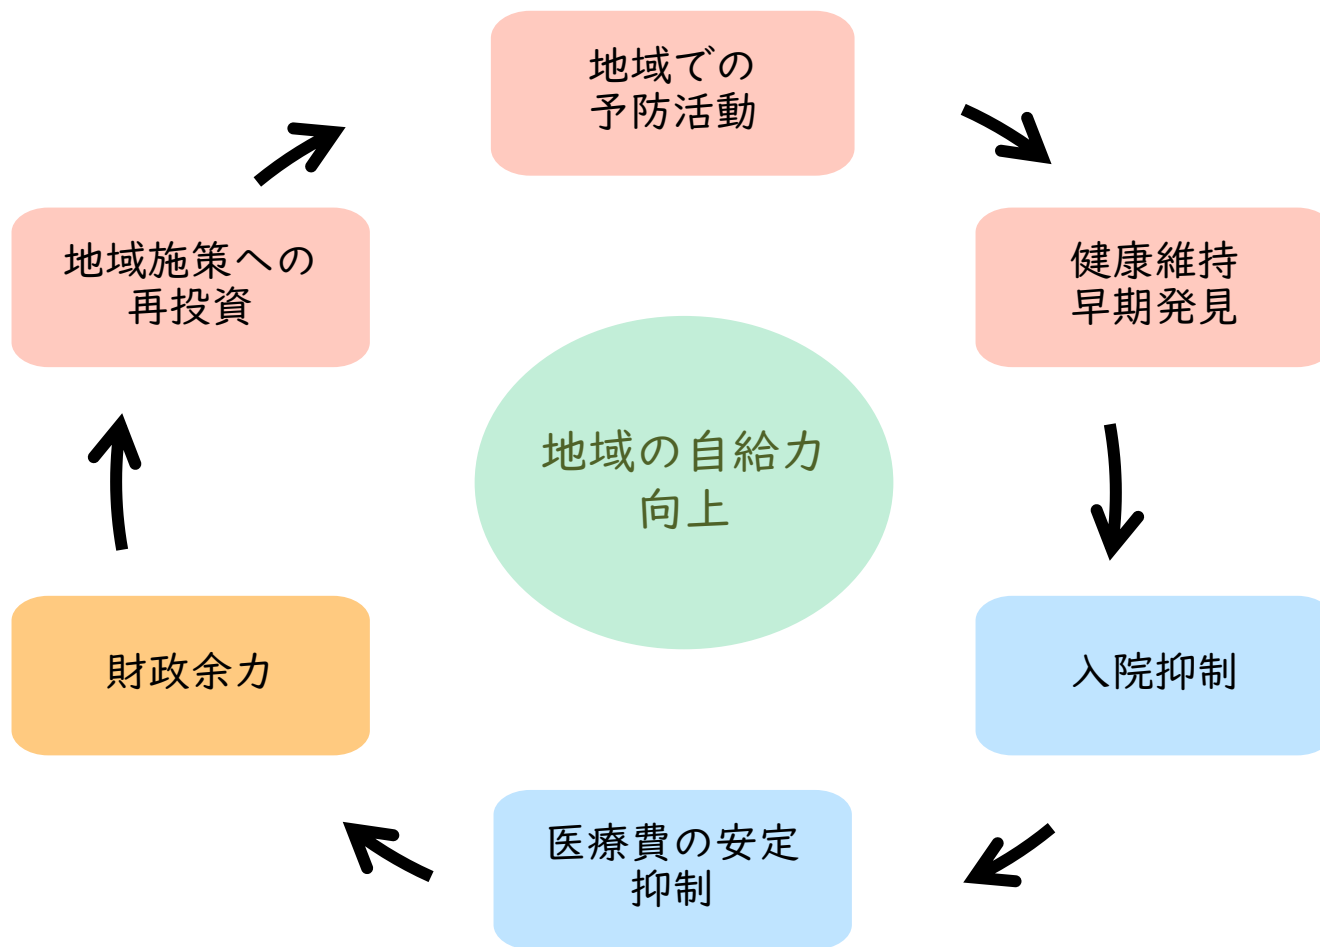 地域での
予防活動
健康維持
早期発見
入院抑制
医療費の安定
抑制
財政余力
地域施策への
再投資
地域の自給力
向上